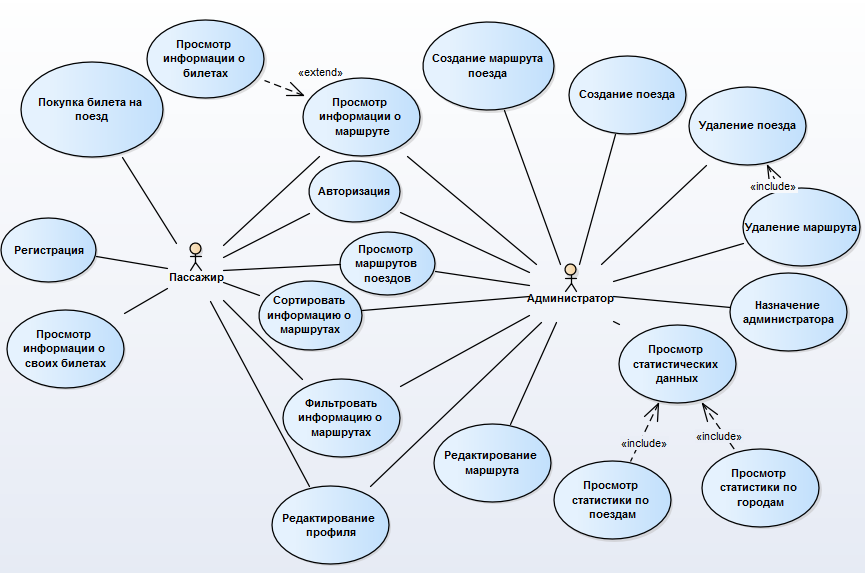 Просмотр
информации о
билетах
«extend»
Создание маршрута
поезда
Создание поезда
Покупка билета на
поезд
Просмотр
информации о
маршруте
Удаление поезда
«include»
Авторизация
Удаление маршрута
Регистрация
Просмотр
маршрутов
поездов
Пассажир
Администратор
Сортировать
информацию о
маршрутах
Назначение
администратора
Просмотр
информации о
своих билетах
Просмотр
статистических
данных
Фильтровать
информацию о
маршрутах
«include»
«include»
Редактирование
маршрута
Просмотр
статистики по
поездам
Просмотр
статистики по
городам
Редактирование
профиля